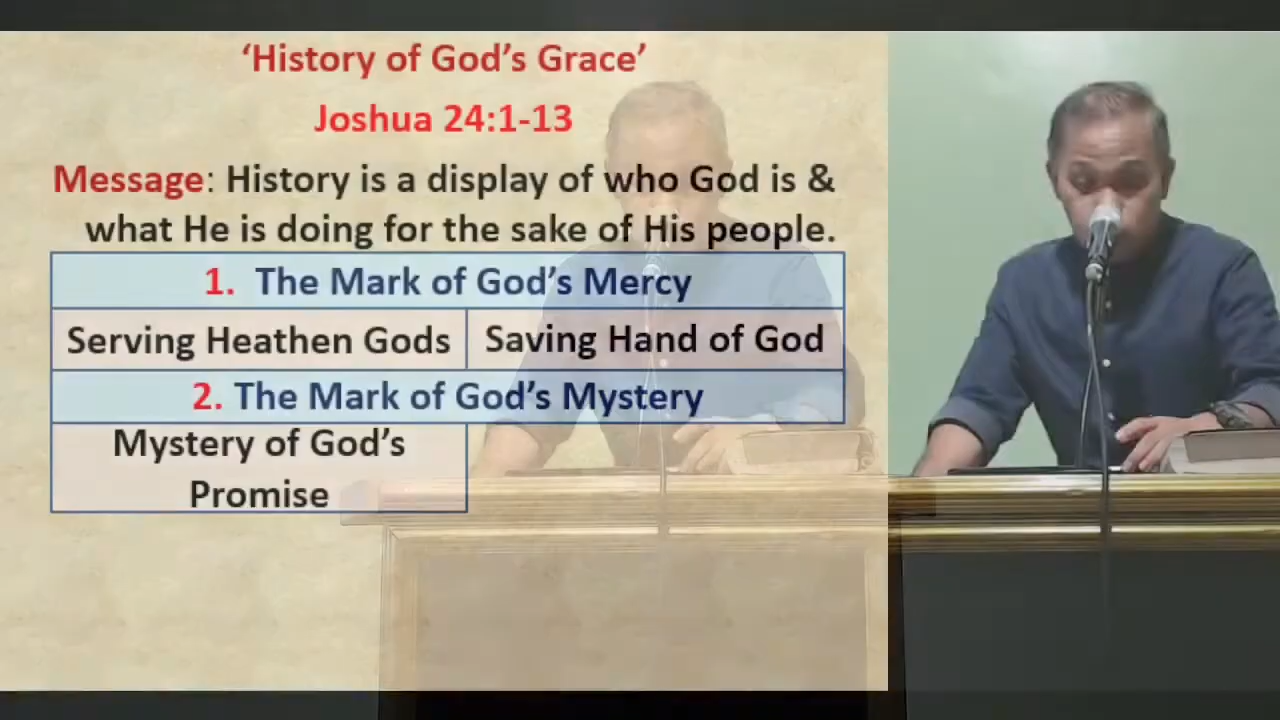 ‘History of God’s Grace’
Joshua 24:1-13
Message: History is a display of who God is &
what He is doing for the sake of His people.
1. The Mark of God’s Mercy
Serving Heathen Gods
Saving Hand of God
2. The Mark of God’s Mystery
Mystery of God’s
Promise